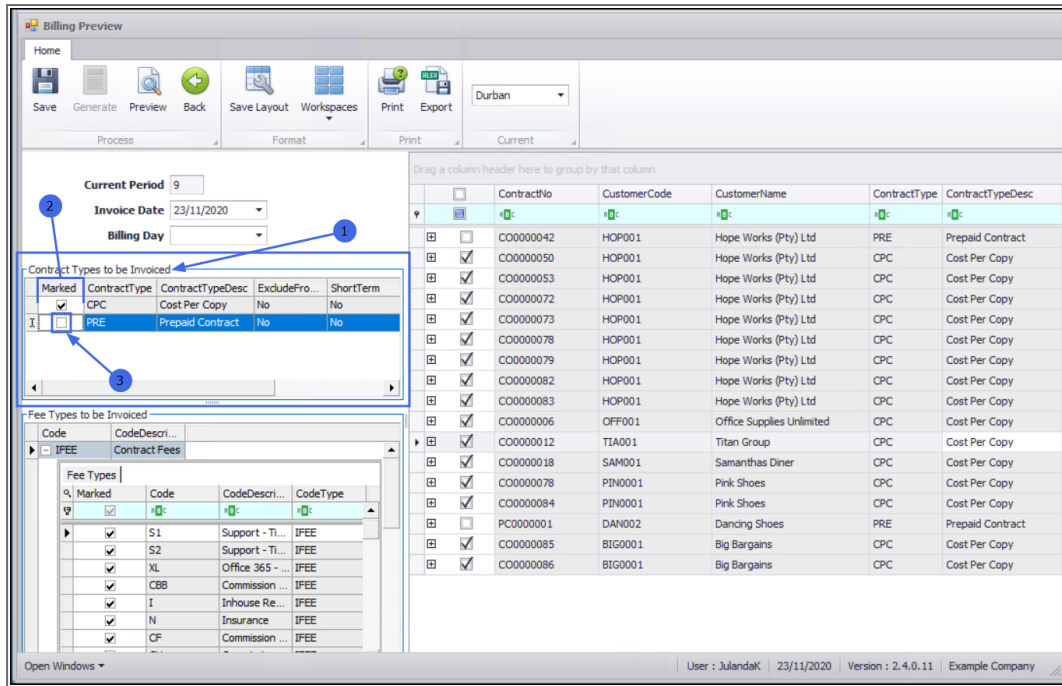 Billing Preview
Home
Save Generate Preview Back Save Layout Workspaces Print Export Durban
Process Format Print Current
Current Period 9
Invoice Date 23/11/2020
Billing Day
2
1
Contract Types to be Invoiced
Marked ContractType ContractTypeDesc ExcludeFro... ShortTerm
CPC Cost Per Copy No No
PRE Prepaid Contract No No
3
Fee Types to be Invoiced
Code CodeDescri...
IFEE Contract Fees
Fee Types
Marked Code CodeDescri... CodeType
S1 Support - Ti... IFEE
S2 Support - Ti... IFEE
XL Office 365 - ... IFEE
CBB Commission ... IFEE
I Inhouse Re... IFEE
N Insurance IFEE
CF Commission ... IFEE
Drag a column header here to group by that column
ContractNo CustomerCode CustomerName ContractType ContractTypeDesc
CO0000042 HOP001 Hope Works (Pty) Ltd PRE Prepaid Contract
CO0000050 HOP001 Hope Works (Pty) Ltd CPC Cost Per Copy
CO0000053 HOP001 Hope Works (Pty) Ltd CPC Cost Per Copy
CO0000072 HOP001 Hope Works (Pty) Ltd CPC Cost Per Copy
CO0000073 HOP001 Hope Works (Pty) Ltd CPC Cost Per Copy
CO0000078 HOP001 Hope Works (Pty) Ltd CPC Cost Per Copy
CO0000079 HOP001 Hope Works (Pty) Ltd CPC Cost Per Copy
CO0000082 HOP001 Hope Works (Pty) Ltd CPC Cost Per Copy
CO0000083 HOP001 Hope Works (Pty) Ltd CPC Cost Per Copy
CO0000006 OFF001 Office Supplies Unlimited CPC Cost Per Copy
CO0000012 TIA001 Titan Group CPC Cost Per Copy
CO0000018 SAM001 Samanthas Diner CPC Cost Per Copy
CO0000078 PIN0001 Pink Shoes CPC Cost Per Copy
CO0000084 PIN0001 Pink Shoes CPC Cost Per Copy
PC0000001 DAN002 Dancing Shoes PRE Prepaid Contract
CO0000085 BIG0001 Big Bargains CPC Cost Per Copy
CO0000086 BIG0001 Big Bargains CPC Cost Per Copy
Open Windows User : JulandaK 23/11/2020 Version : 2.4.0.11 Example Company